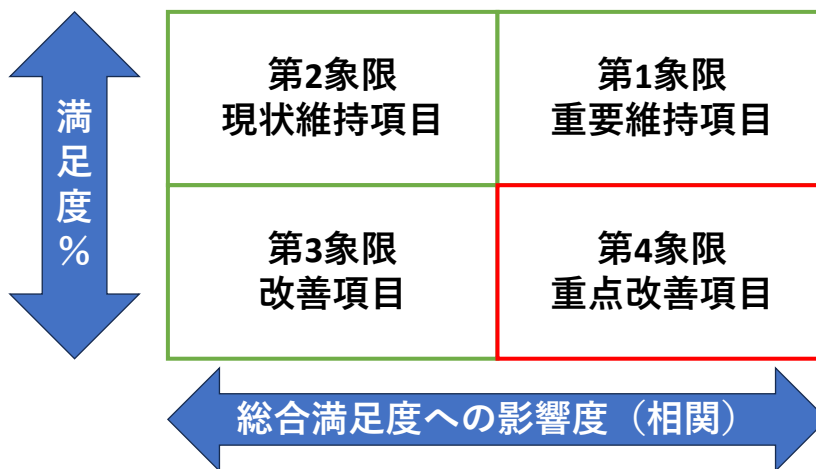 満足度%
第2象限
現状維持項目
第1象限
重要維持項目
第3象限
改善項目
第4象限
重点改善項目
総合満足度への影響度（相関）